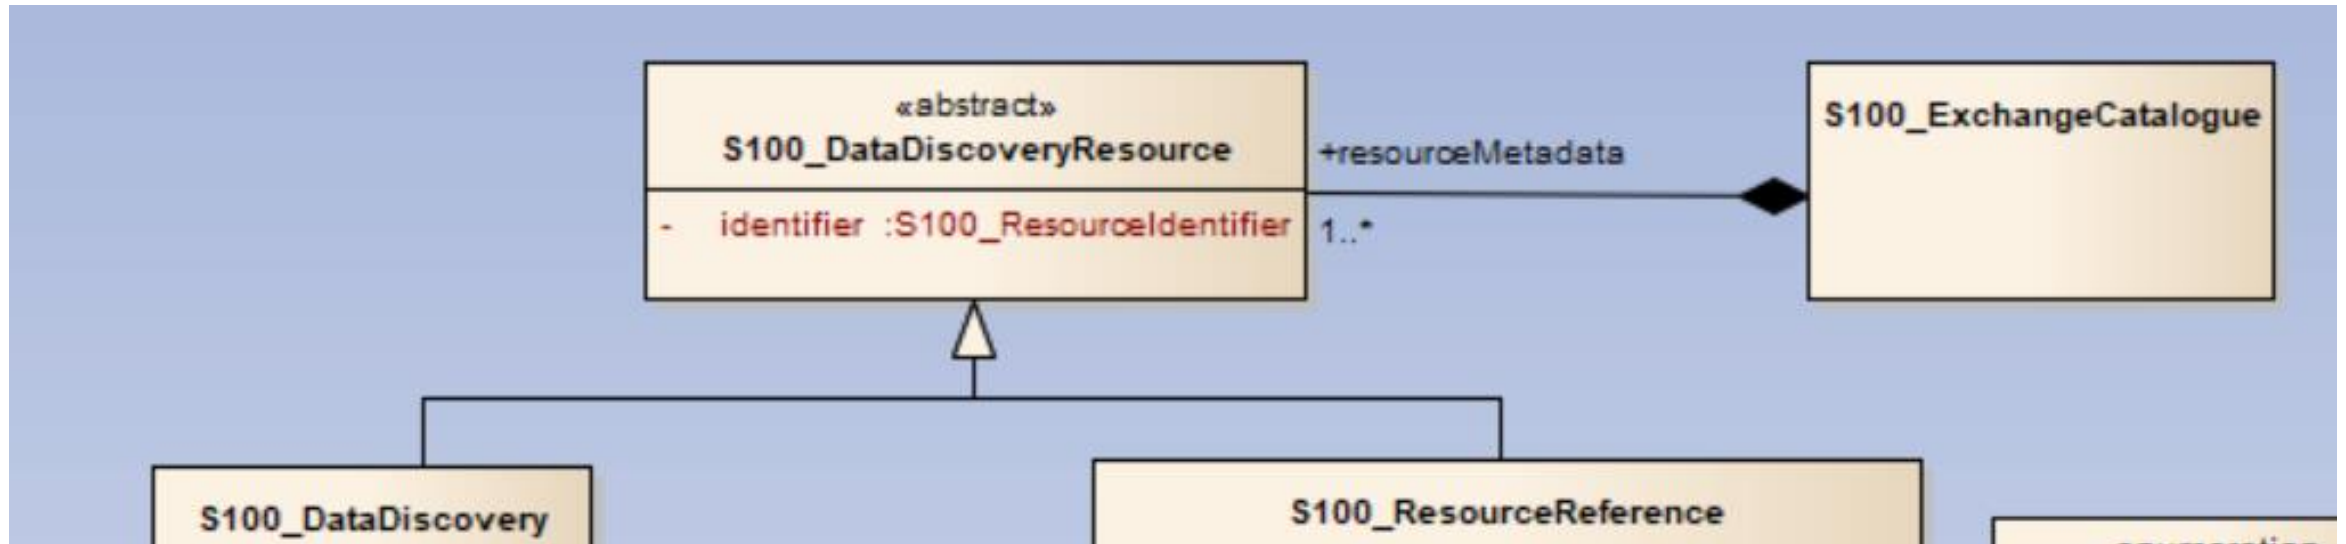 «abstract»
S100_DataDiscoveryResource
- identifier :S100_ResourceIdentifier
+resourceMetadata
1..*
S100_ExchangeCatalogue
S100_DataDiscovery
S100_ResourceReference